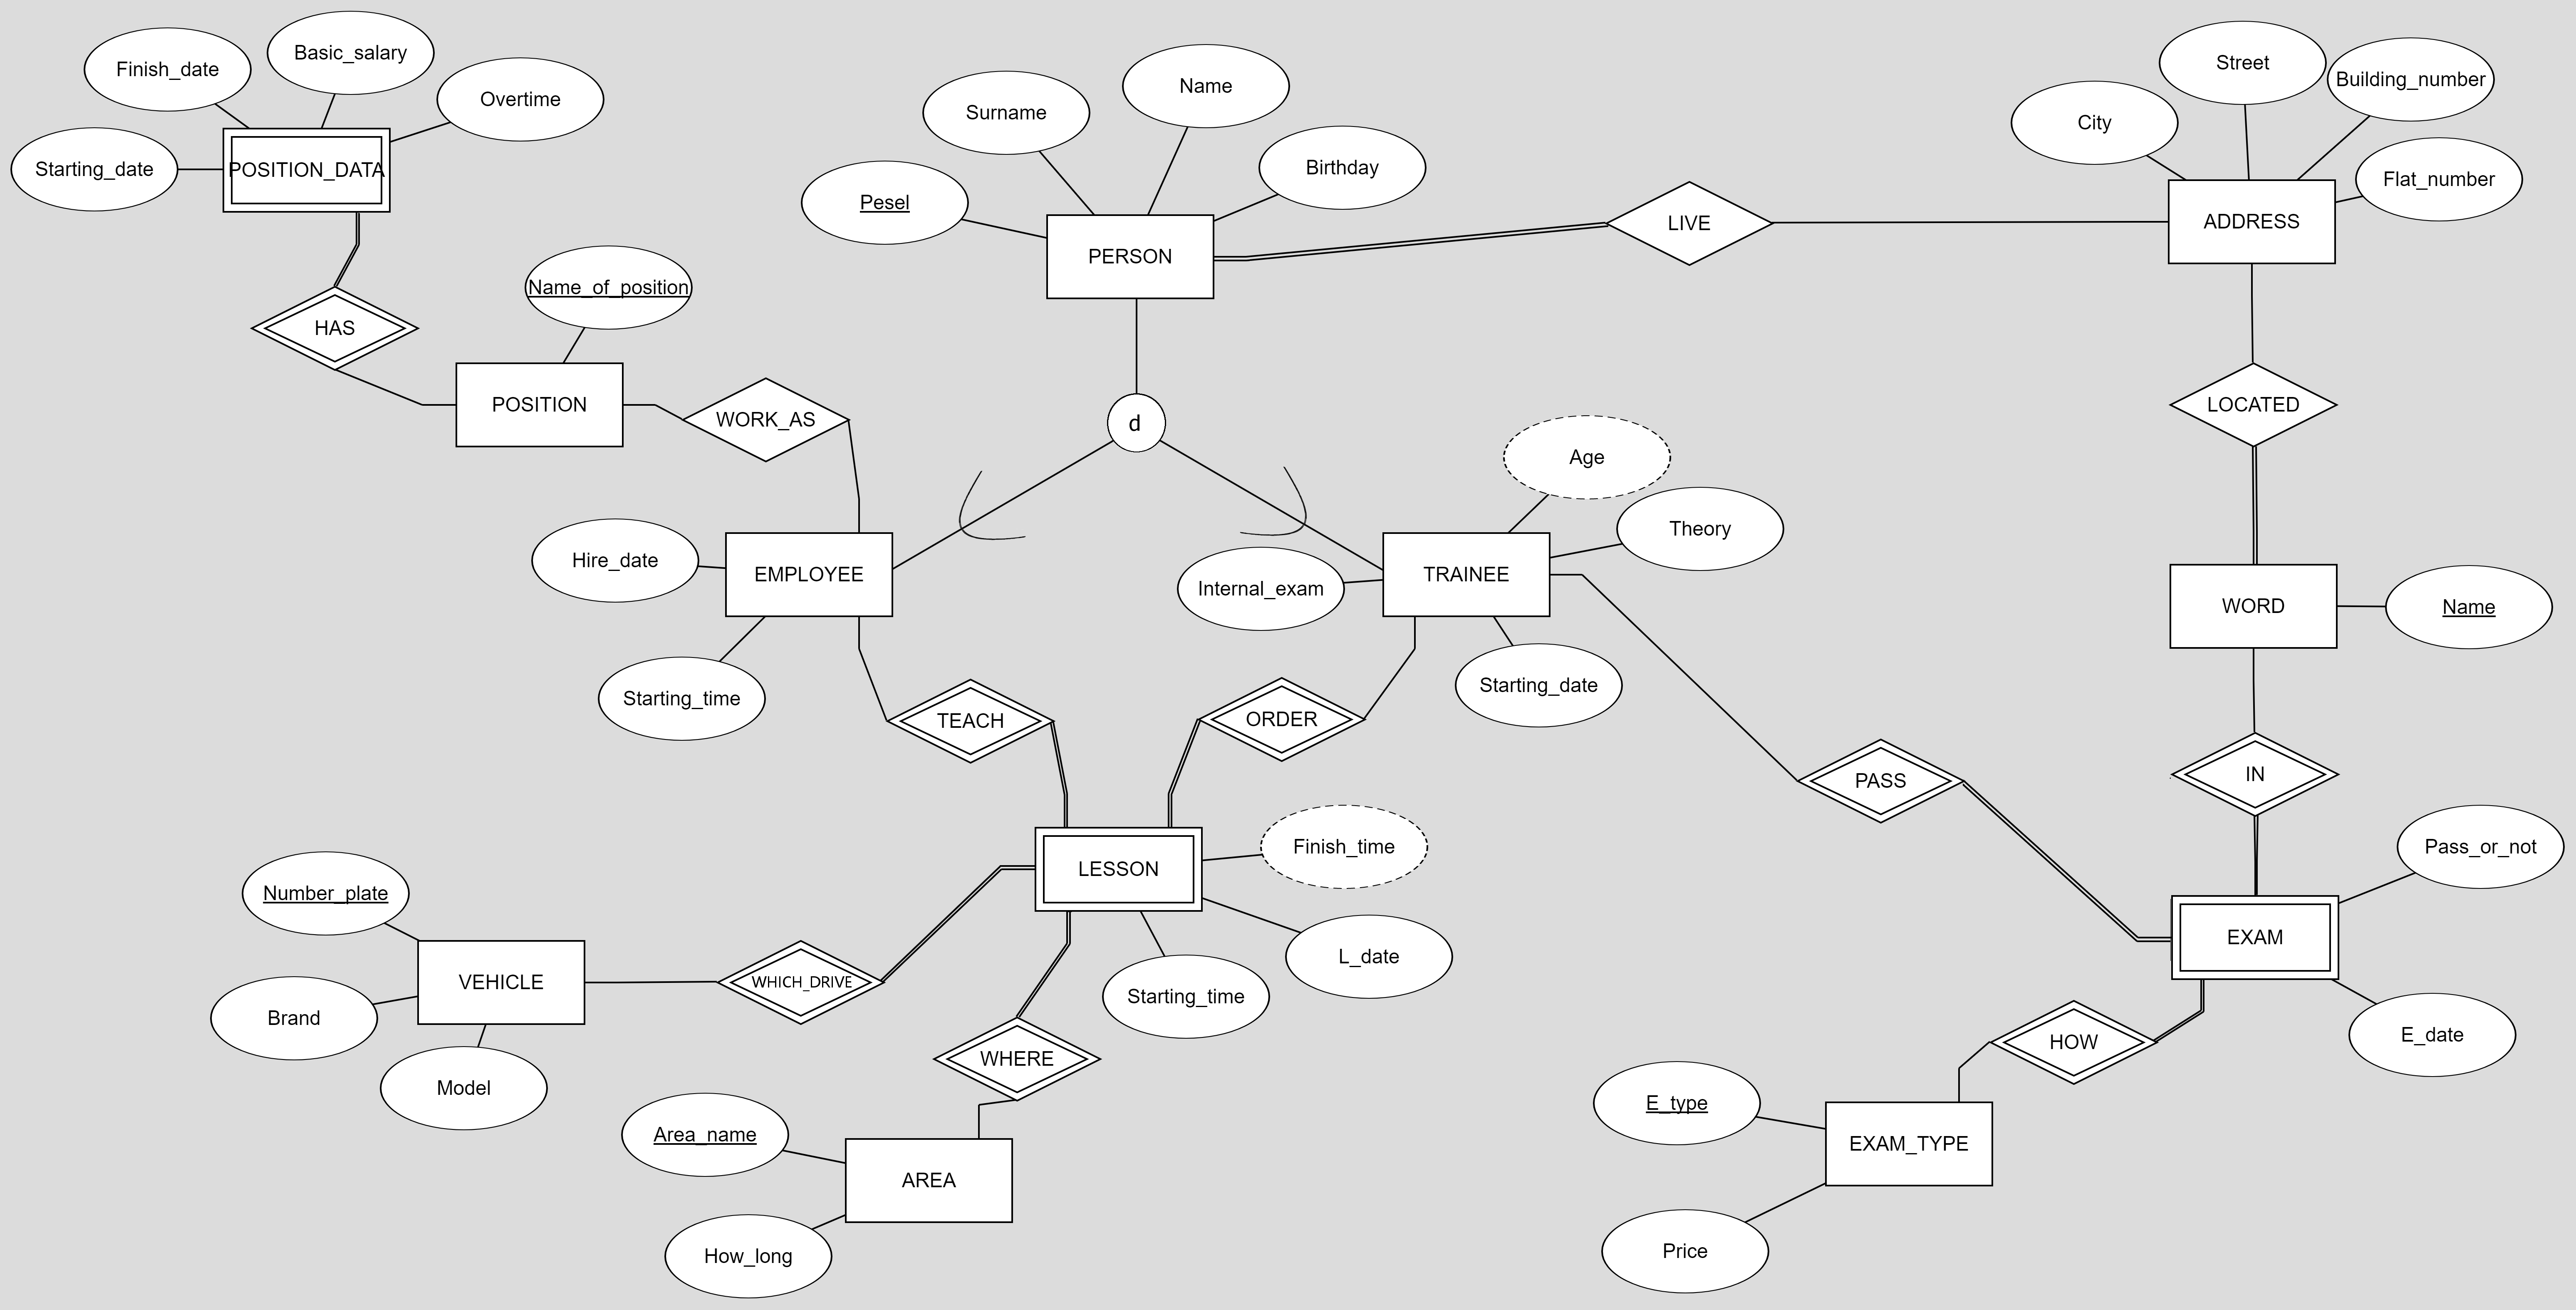 Basic_salary
Finish_date
Overtime
Starting_date
POSITION_DATA
HAS
Name_of_position
POSITION
WORK_AS
Surname
Name
Birthday
Pesel
PERSON
LIVE
Street
Building_number
City
Flat_number
ADDRESS
LOCATED
d
Age
Theory
Hire_date
EMPLOYEE
Internal_exam
TRAINEE
WORD
Name
Starting_time
Starting_date
TEACH
ORDER
PASS
IN
Finish_time
Pass_or_not
LESSON
Number_plate
EXAM
L_date
VEHICLE
WHICH_DRIVE
Starting_time
Brand
E_date
HOW
WHERE
Model
E_type
Area_name
EXAM_TYPE
AREA
How_long
Price